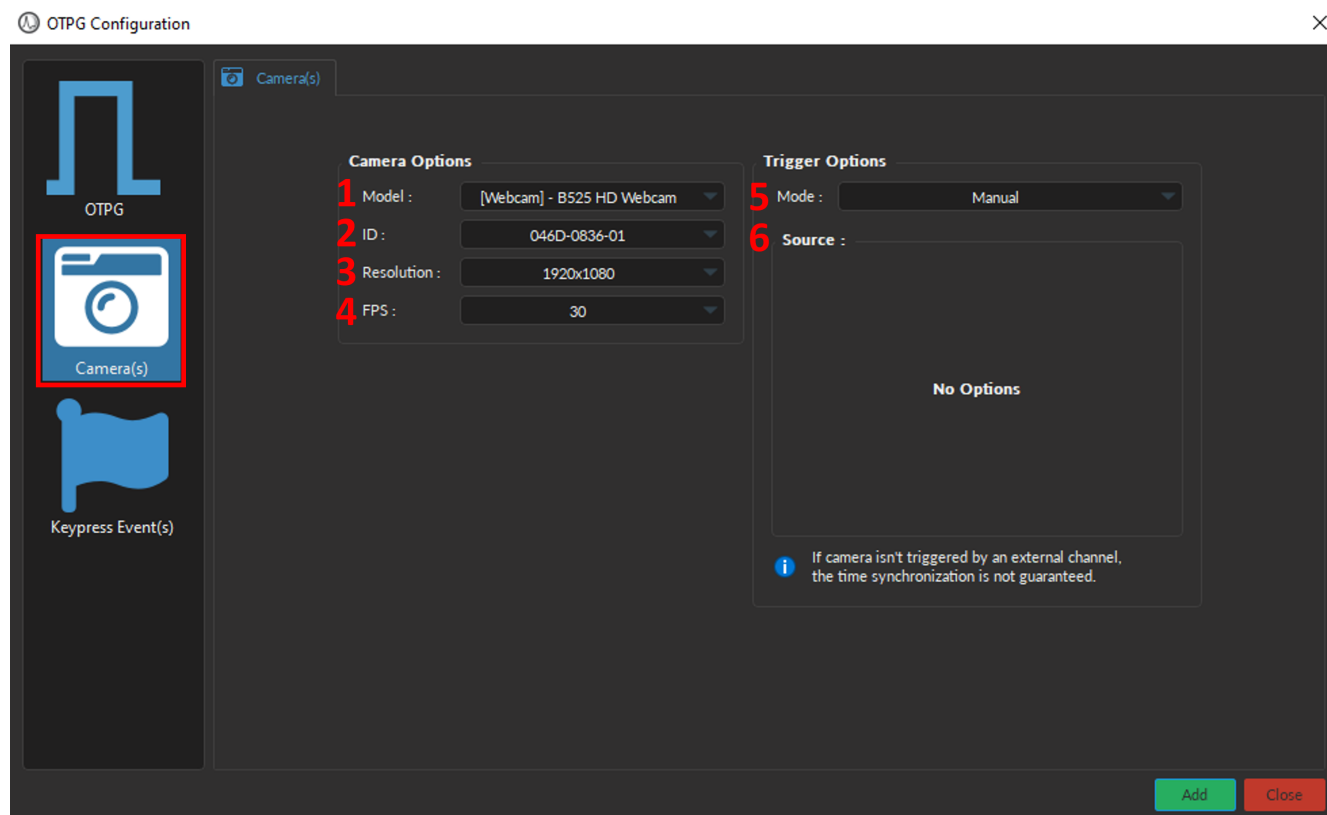 OTPG Configuration
OTPG
Camera(s)
Keypress Event(s)
Camera(s)
Camera Options
1 Model : [Webcam] - B525 HD Webcam
2 ID : 046D-0836-01
3 Resolution : 1920x1080
4 FPS : 30
Trigger Options
5 Mode : Manual
6 Source :
No Options
If camera isn't triggered by an external channel,
the time synchronization is not guaranteed.
Add Close